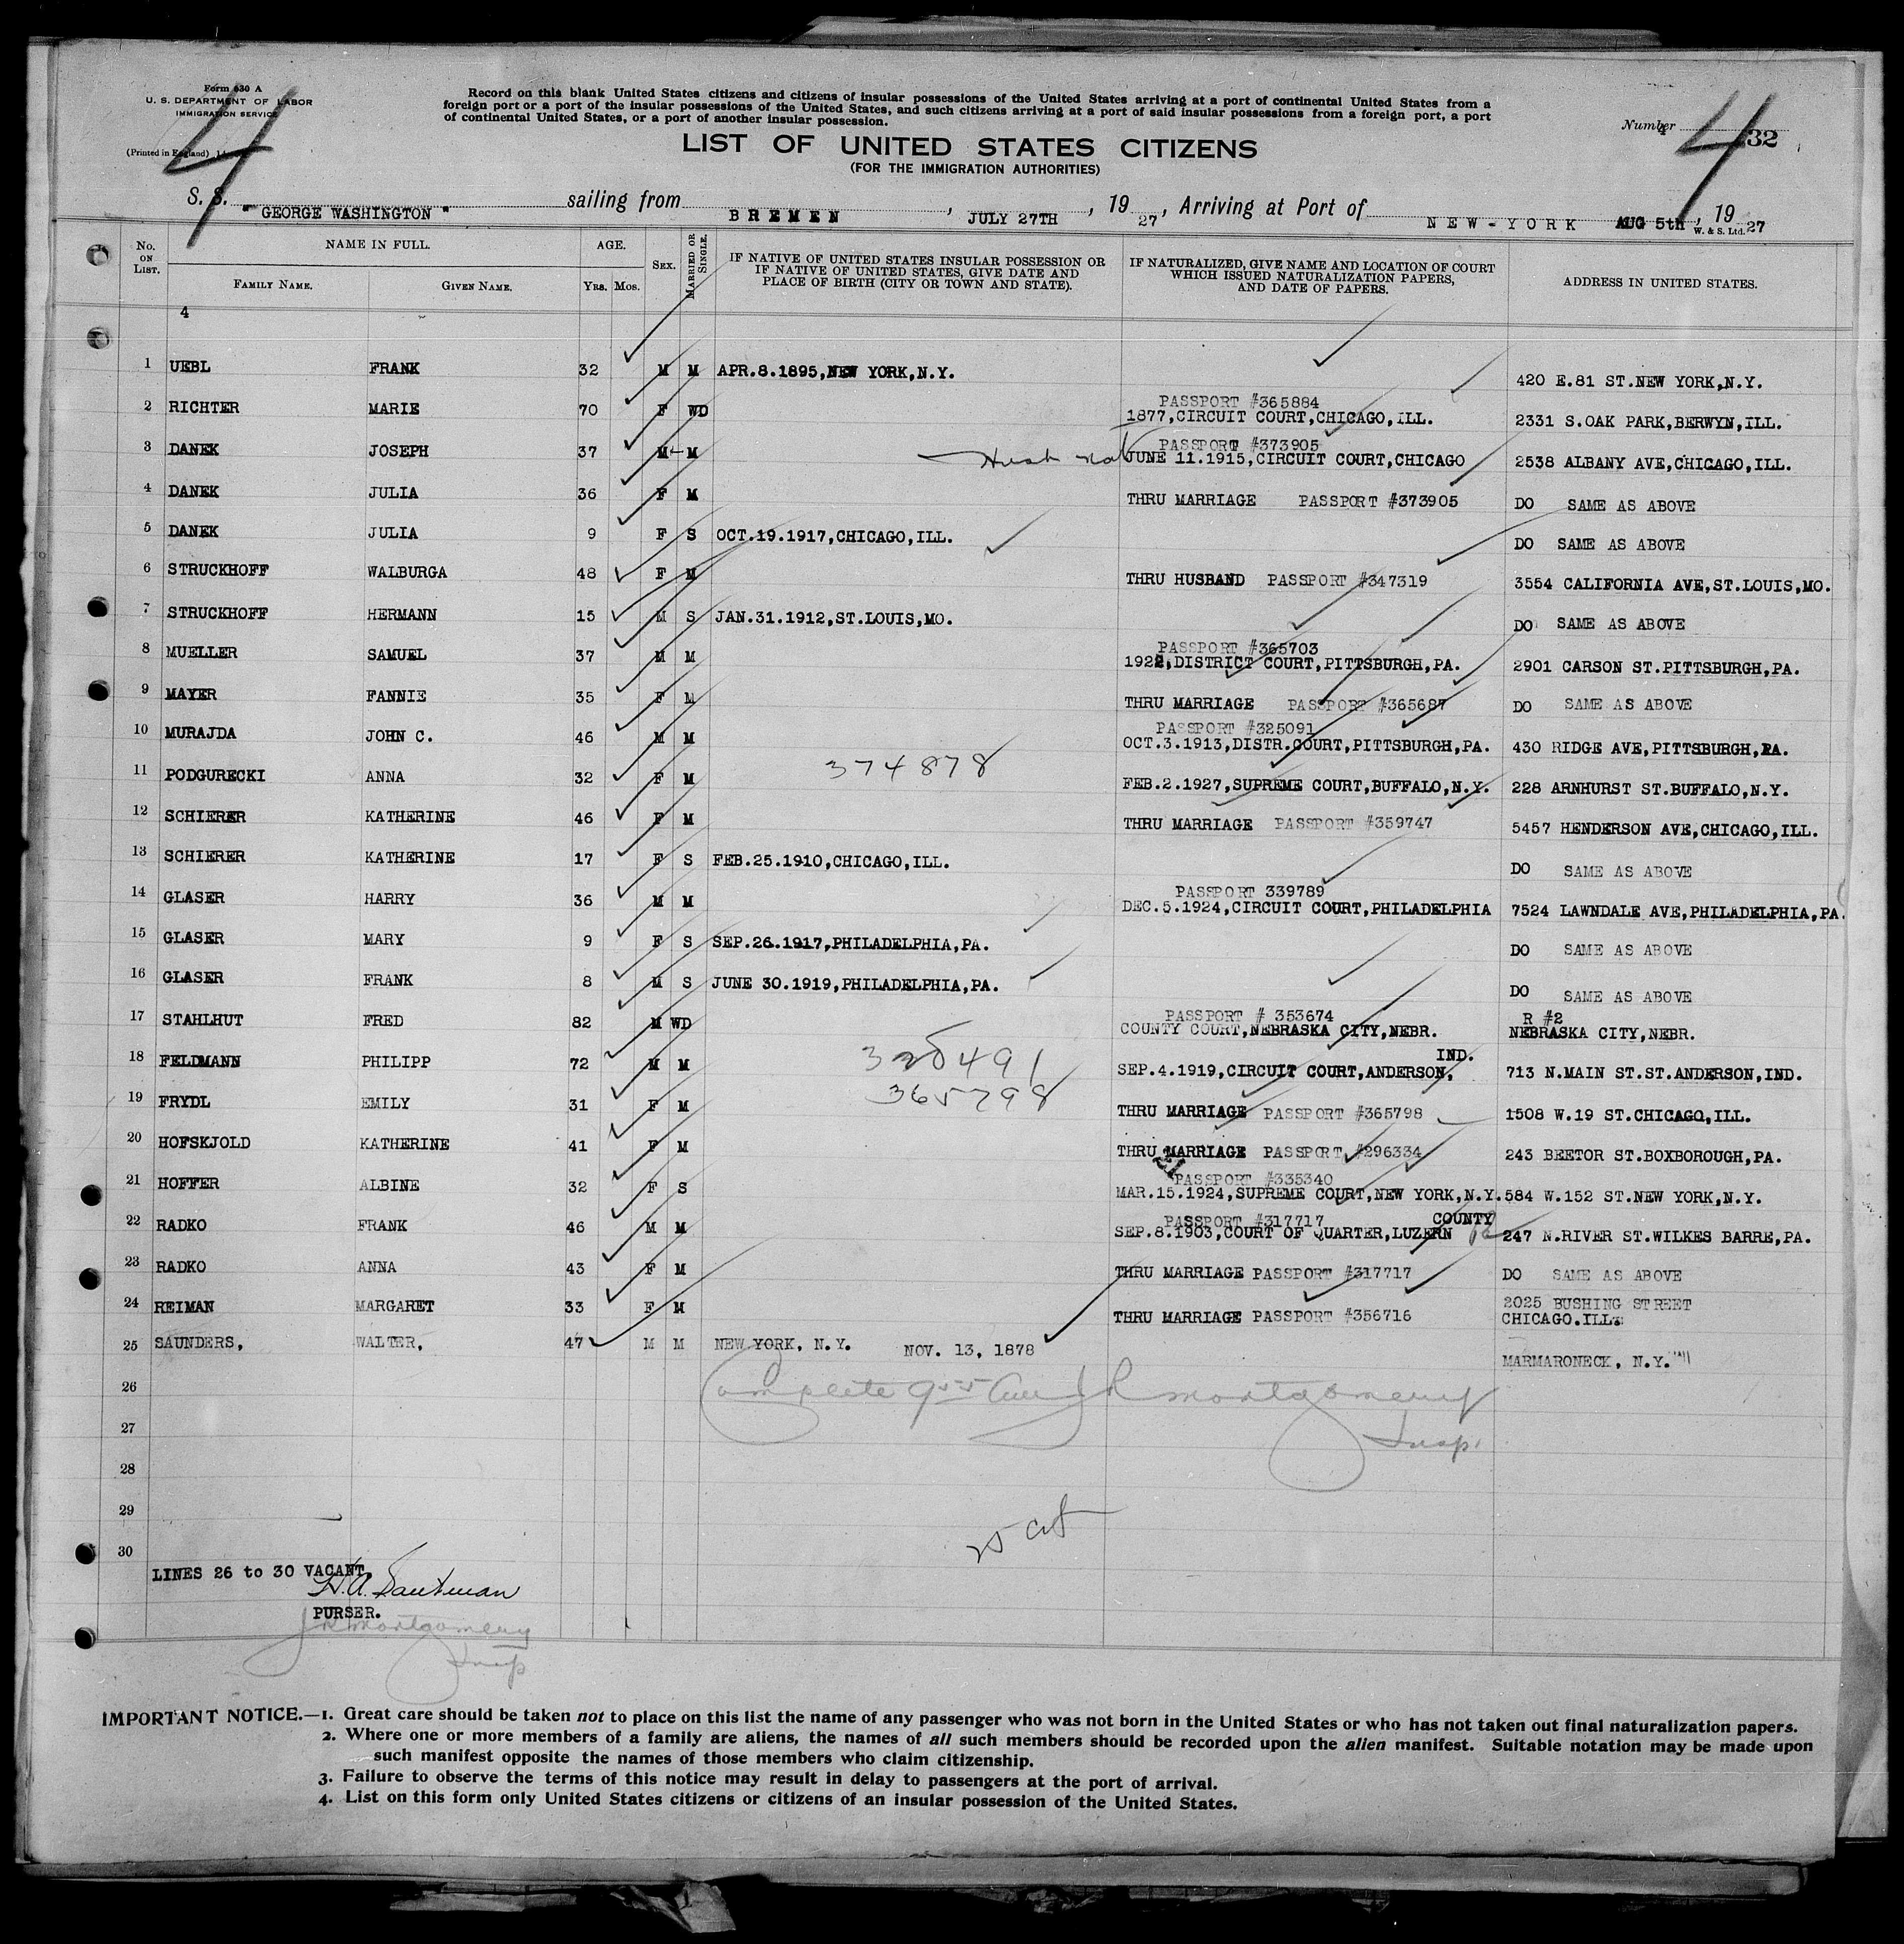 Form 630 A
U. S. DEPARTMENT OF LABOR
IMMIGRATION SERVICE
(Printed in England)
4
Record on this blank United States citizens and citizens of insular possessions of the United States arriving at a port of continental United States from a
foreign port or a port of the insular possessions of the United States, and such citizens arriving at a port of said insular possessions from a foreign port, a port
of continental United States, or a port of another insular possession.
Number 4 32
4
LIST OF UNITED STATES CITIZENS
(FOR THE IMMIGRATION AUTHORITIES)
S. S. "GEORGE WASHINGTON" sailing from BREMEN, JULY 27TH, 1927, Arriving at Port of NEW-YORK AUG 5th, 1927
W. & S. Ltd.
No. ON LIST. NAME IN FULL. FAMILY NAME. GIVEN NAME. AGE. YRS. MOS. SEX. MARRIED OR SINGLE. IF NATIVE OF UNITED STATES INSULAR POSSESSION OR IF NATIVE OF UNITED STATES, GIVE DATE AND PLACE OF BIRTH (CITY OR TOWN AND STATE). IF NATURALIZED, GIVE NAME AND LOCATION OF COURT WHICH ISSUED NATURALIZATION PAPERS, AND DATE OF PAPERS. ADDRESS IN UNITED STATES.
4
1 UEBL FRANK 32 M M APR.8.1895,NEW YORK,N.Y. 420 E.81 ST.NEW YORK,N.Y.
PASSPORT #365884
2 RICHTER MARIE 70 F WD 1877,CIRCUIT COURT,CHICAGO,ILL. 2331 S.OAK PARK,BERWYN,ILL.
PASSPORT #373905
3 DANEK JOSEPH 37 M M JUNE 11.1915,CIRCUIT COURT,CHICAGO 2538 ALBANY AVE,CHICAGO,ILL.
4 DANEK JULIA 36 F M THRU MARRIAGE PASSPORT #373905 DO SAME AS ABOVE
5 DANEK JULIA 9 F S OCT.19.1917,CHICAGO,ILL. DO SAME AS ABOVE
6 STRUCKHOFF WALBURGA 48 F M THRU HUSBAND PASSPORT #347319 3554 CALIFORNIA AVE,ST.LOUIS,MO.
7 STRUCKHOFF HERMANN 15 M S JAN.31.1912,ST.LOUIS,MO. DO SAME AS ABOVE
PASSPORT #365703
8 MUELLER SAMUEL 37 M M 1922,DISTRICT COURT,PITTSBURGH,PA. 2901 CARSON ST.PITTSBURGH,PA.
9 MAYER FANNIE 35 F M THRU MARRIAGE PASSPORT #365687 DO SAME AS ABOVE
PASSPORT #325091
10 MURAJDA JOHN C. 46 M M OCT.3.1913,DISTR.COURT,PITTSBURGH,PA. 430 RIDGE AVE,PITTSBURGH,PA.
11 PODGURECKI ANNA 32 F M 374878 FEB.2.1927,SUPREME COURT,BUFFALO,N.Y. 228 ARNHURST ST.BUFFALO,N.Y.
12 SCHIERER KATHERINE 46 F M THRU MARRIAGE PASSPORT #359747 5457 HENDERSON AVE,CHICAGO,ILL.
13 SCHIERER KATHERINE 17 F S FEB.25.1910,CHICAGO,ILL. DO SAME AS ABOVE
PASSPORT 339789
14 GLASER HARRY 36 M M DEC.5.1924,CIRCUIT COURT,PHILADELPHIA 7524 LAWNDALE AVE,PHILADELPHIA,PA.
15 GLASER MARY 9 F S SEP.26.1917,PHILADELPHIA,PA. DO SAME AS ABOVE
16 GLASER FRANK 8 M S JUNE 30.1919,PHILADELPHIA,PA. DO SAME AS ABOVE
PASSPORT # 353674 R #2
17 STAHLHUT FRED 82 M WD COUNTY COURT,NEBRASKA CITY,NEBR. NEBRASKA CITY,NEBR.
IND.
18 FELDMANN PHILIPP 72 M M 320491 SEP.4.1919,CIRCUIT COURT,ANDERSON, 713 N.MAIN ST.ST.ANDERSON,IND.
19 FRYDL EMILY 31 F M 365798 THRU MARRIAGE PASSPORT #365798 1508 W.19 ST.CHICAGO,ILL.
20 HOFSKJOLD KATHERINE 41 F M THRU MARRIAGE PASSPORT #296334 243 BEETOR ST.BOXBOROUGH,PA.
21 PASSPORT #335340
21 HOFFER ALBINE 32 F S MAR.15.1924,SUPREME COURT,NEW YORK,N.Y. 584 W.152 ST.NEW YORK,N.Y.
PASSPORT #317717 COUNTY
22 RADKO FRANK 46 M M SEP.8.1903,COURT OF QUARTER,LUZERN 247 N.RIVER ST.WILKES BARRE,PA.
23 RADKO ANNA 43 F M THRU MARRIAGE PASSPORT #317717 DO SAME AS ABOVE
24 REIMAN MARGARET 33 F M THRU MARRIAGE PASSPORT #356716 2025 BUSHING STREET
CHICAGO.ILL:
25 SAUNDERS, WALTER, 47 M M NEW YORK, N.Y. NOV. 13, 1878 MARMARONECK, N.Y.
26 Complete J R Montgomery
27 Insp.
28
29
30
LINES 26 to 30 VACANT
PURSER.
J R Montgomery
Insp
IMPORTANT NOTICE.—1. Great care should be taken not to place on this list the name of any passenger who was not born in the United States or who has not taken out final naturalization papers.
2. Where one or more members of a family are aliens, the names of all such members should be recorded upon the alien manifest. Suitable notation may be made upon
such manifest opposite the names of those members who claim citizenship.
3. Failure to observe the terms of this notice may result in delay to passengers at the port of arrival.
4. List on this form only United States citizens or citizens of an insular possession of the United States.